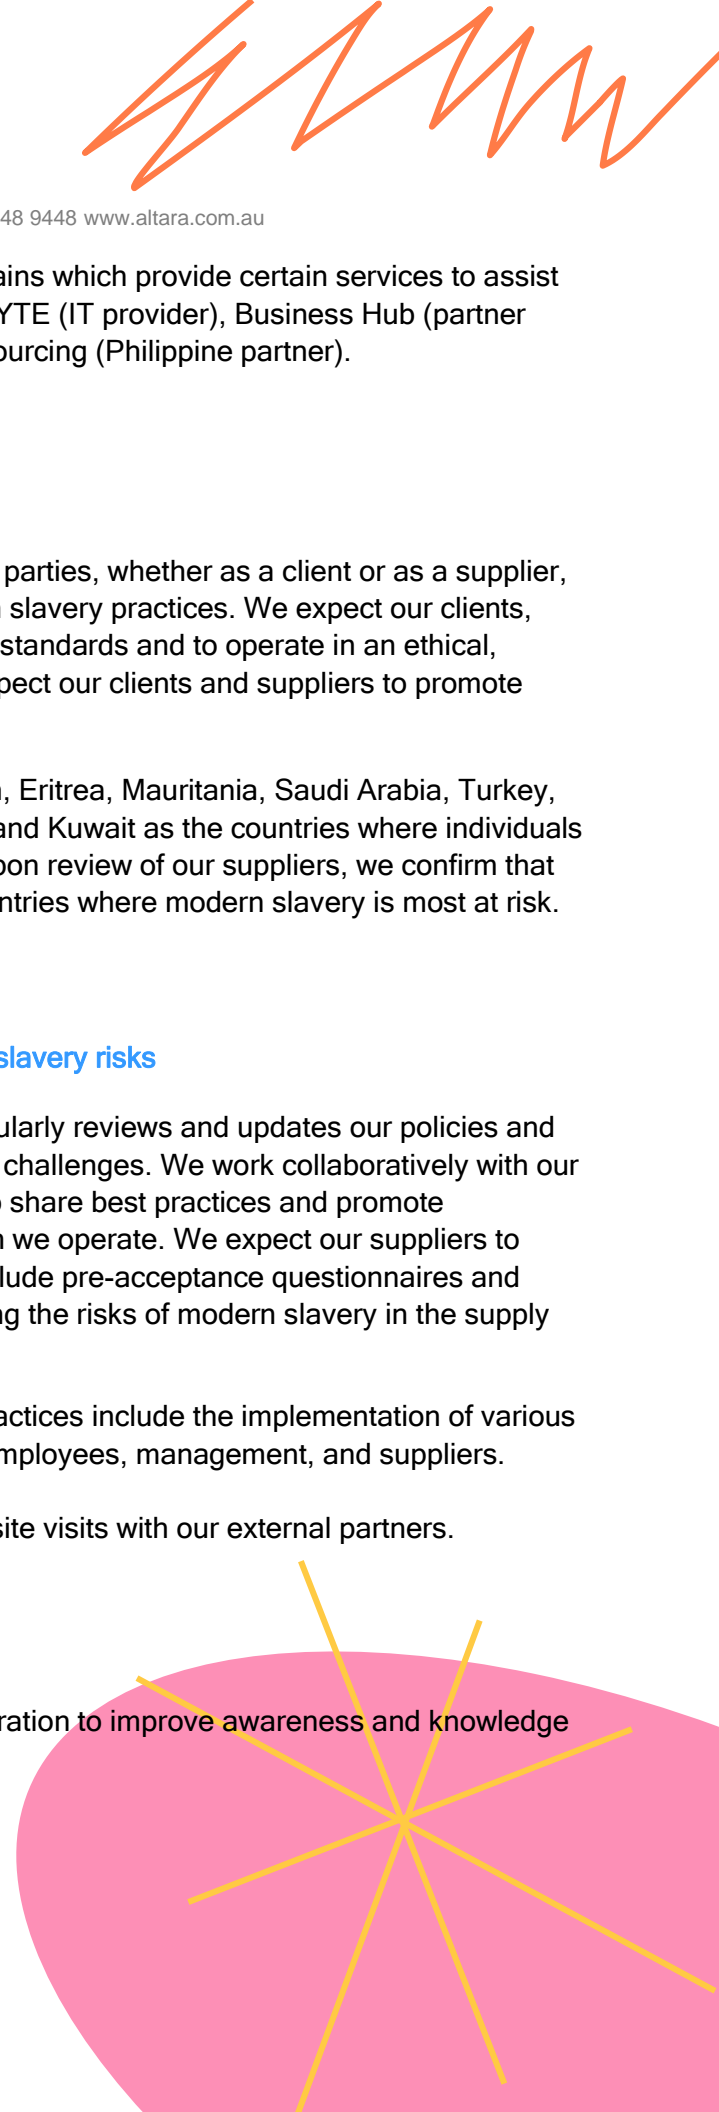 48 9448 www.altara.com.au
ains which provide certain services to assist
YTE (IT provider), Business Hub (partner
ourcing (Philippine partner).
parties, whether as a client or as a supplier,
slavery practices. We expect our clients,
standards and to operate in an ethical,
pect our clients and suppliers to promote
, Eritrea, Mauritania, Saudi Arabia, Turkey,
and Kuwait as the countries where individuals
pon review of our suppliers, we confirm that
ntries where modern slavery is most at risk.
slavery risks
ularly reviews and updates our policies and
challenges. We work collaboratively with our
share best practices and promote
we operate. We expect our suppliers to
lude pre-acceptance questionnaires and
ng the risks of modern slavery in the supply
actices include the implementation of various
mployees, management, and suppliers.
site visits with our external partners.
ration to improve awareness and knowledge